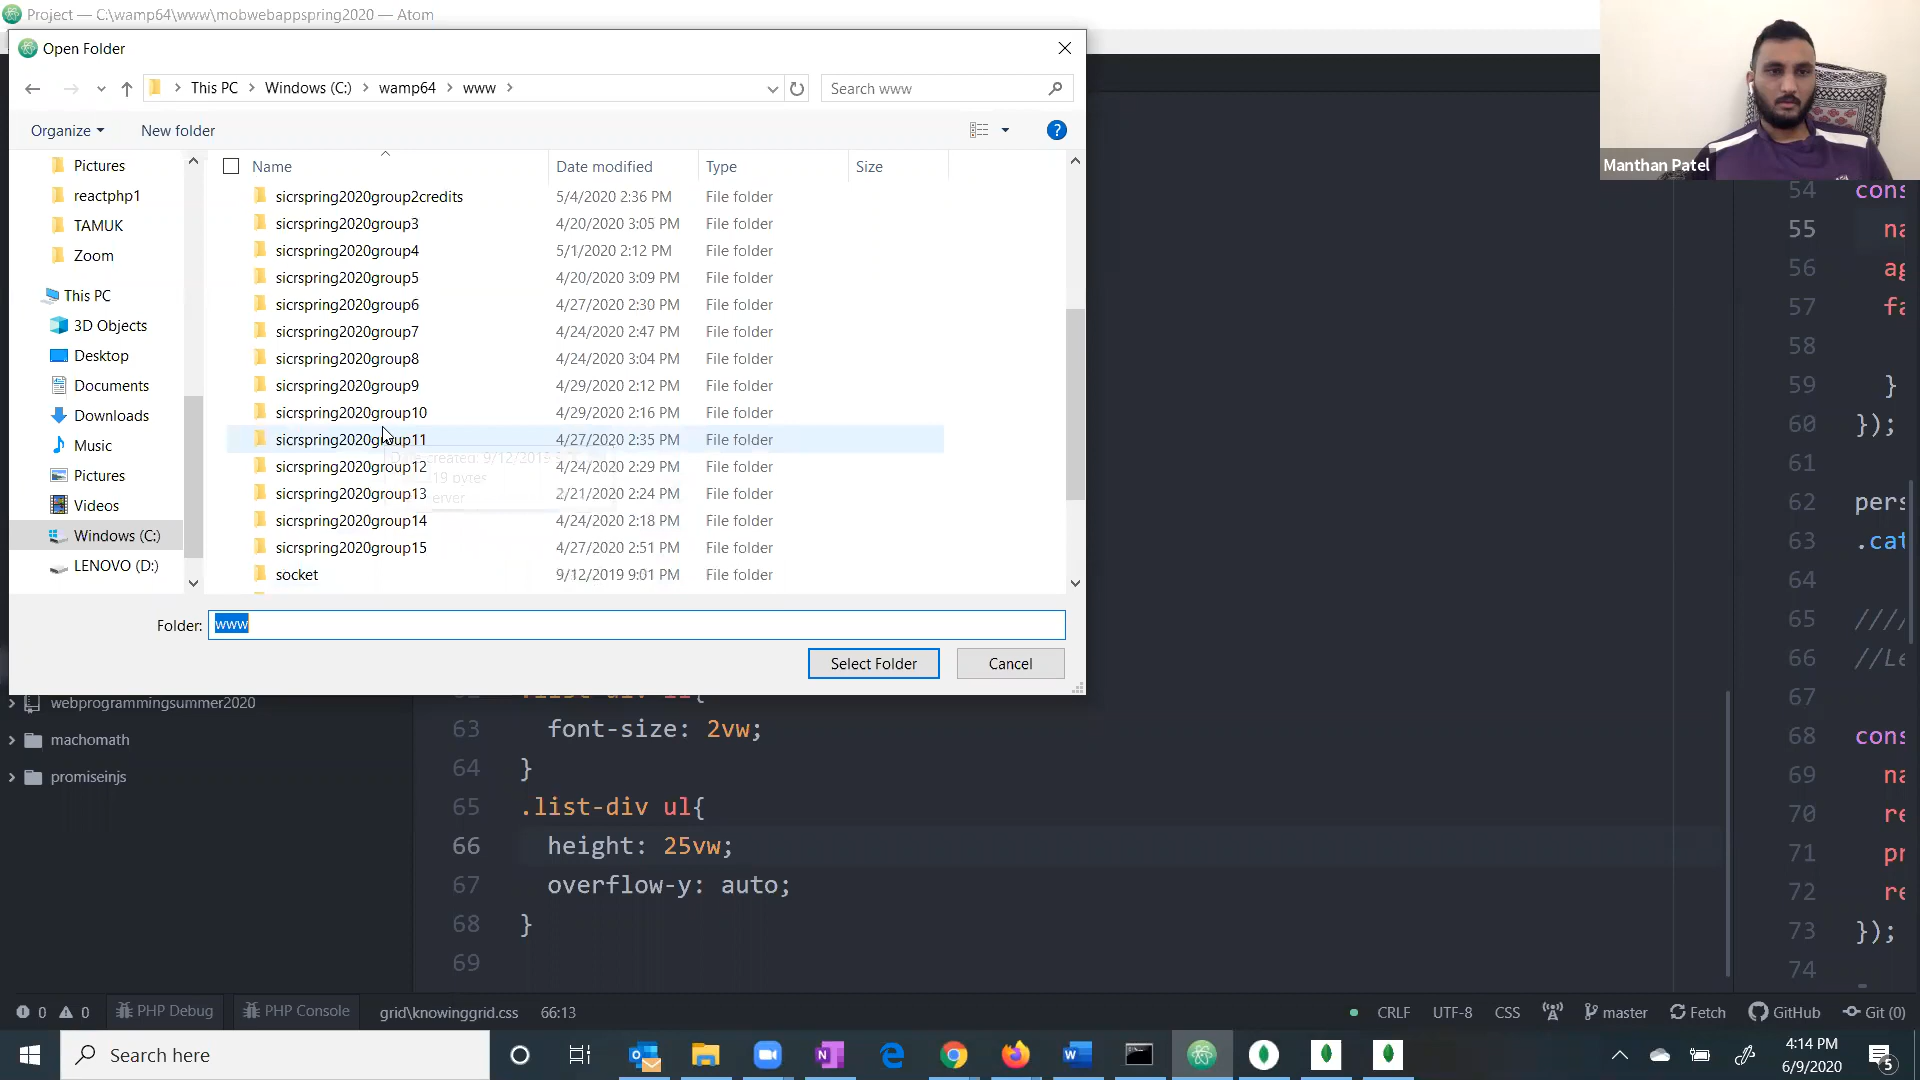 Project — C:\wamp64\www\mobwebappspring2020 — Atom
Open Folder
This PC > Windows (C:) > wamp64 > www >
Search www
Organize
New folder
Name
Date modified
Type
Size
Pictures
reactphp1
TAMUK
Zoom
This PC
3D Objects
Desktop
Documents
Downloads
Music
Pictures
Videos
Windows (C:)
LENOVO (D:)
sicrspring2020group2credits 5/4/2020 2:36 PM File folder
sicrspring2020group3 4/20/2020 3:05 PM File folder
sicrspring2020group4 5/1/2020 2:12 PM File folder
sicrspring2020group5 4/20/2020 3:09 PM File folder
sicrspring2020group6 4/27/2020 2:30 PM File folder
sicrspring2020group7 4/24/2020 2:47 PM File folder
sicrspring2020group8 4/24/2020 3:04 PM File folder
sicrspring2020group9 4/29/2020 2:12 PM File folder
sicrspring2020group10 4/29/2020 2:16 PM File folder
sicrspring2020group11 4/27/2020 2:35 PM File folder
sicrspring2020group12 4/24/2020 2:29 PM File folder
sicrspring2020group13 2/21/2020 2:24 PM File folder
sicrspring2020group14 4/24/2020 2:18 PM File folder
sicrspring2020group15 4/27/2020 2:51 PM File folder
socket 9/12/2019 9:01 PM File folder
Folder: www
Select Folder
Cancel
Manthan Patel
webprogrammingsummer2020
machomath
promiseinjs
63 font-size: 2vw;
64 }
65 .list-div ul{
66 height: 25vw;
67 overflow-y: auto;
68 }
69
54 cons
55 na
56 ag
57 fa
58
59 }
60 });
61
62 pers
63 .cat
64
65 ////
66 //Le
67
68 cons
69 na
70 re
71 pr
72 re
73 });
74
0 0 PHP Debug PHP Console grid\knowinggrid.css 66:13
CRLF UTF-8 CSS master Fetch GitHub Git (0)
Search here
4:14 PM
6/9/2020
5